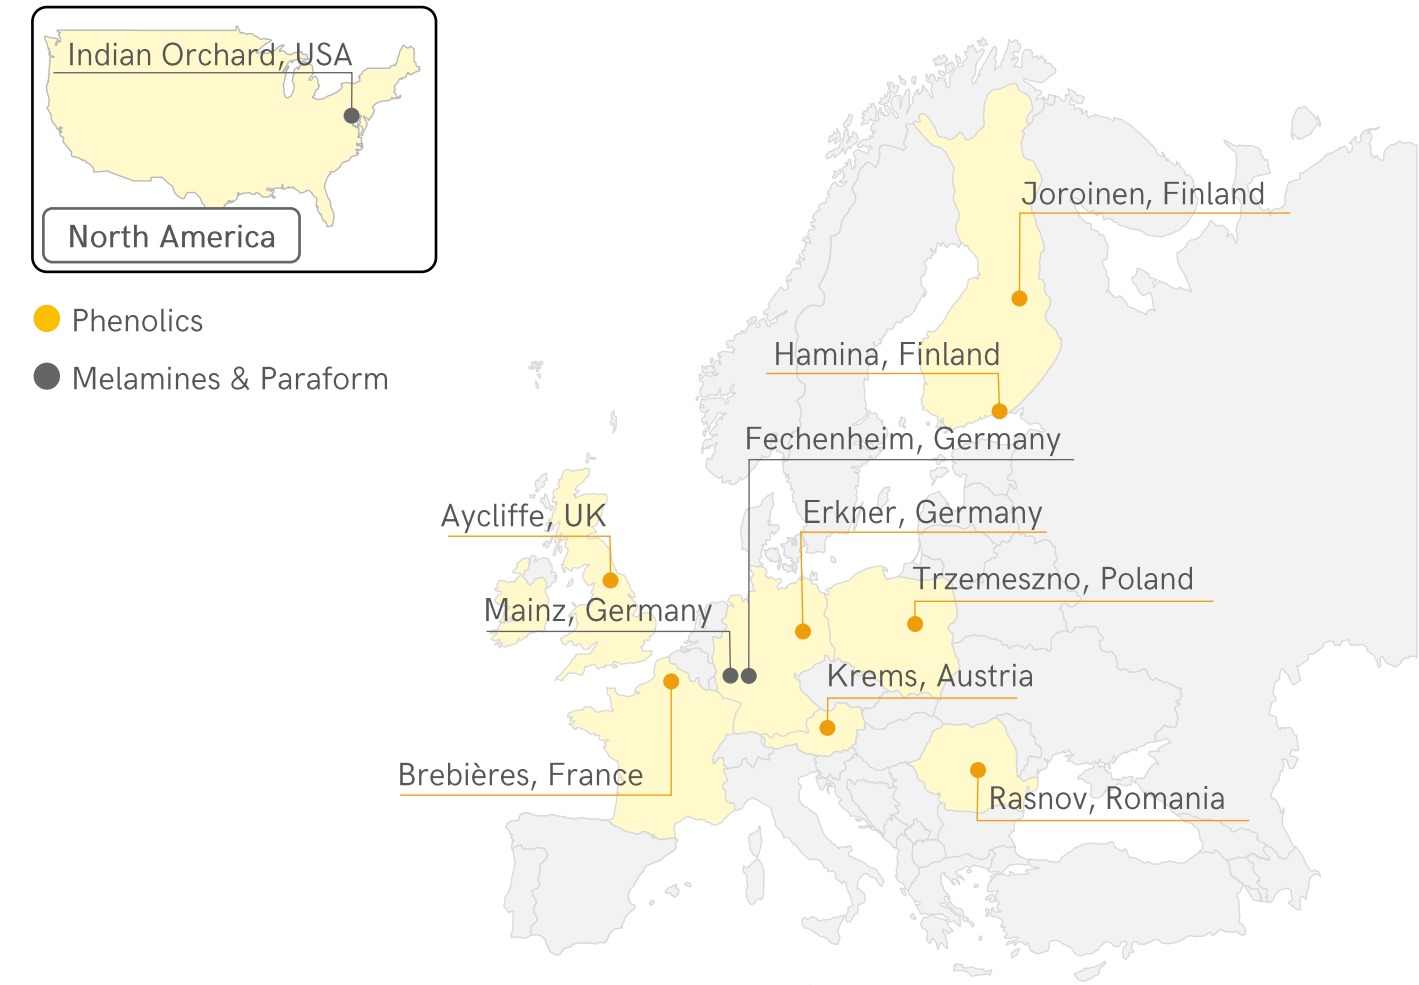 Indian Orchard, USA
North America
Phenolics
Melamines & Paraform
Joroinen, Finland
Hamina, Finland
Fechenheim, Germany
Aycliffe, UK
Erkner, Germany
Trzemeszno, Poland
Mainz, Germany
Krems, Austria
Brebières, France
Rasnov, Romania